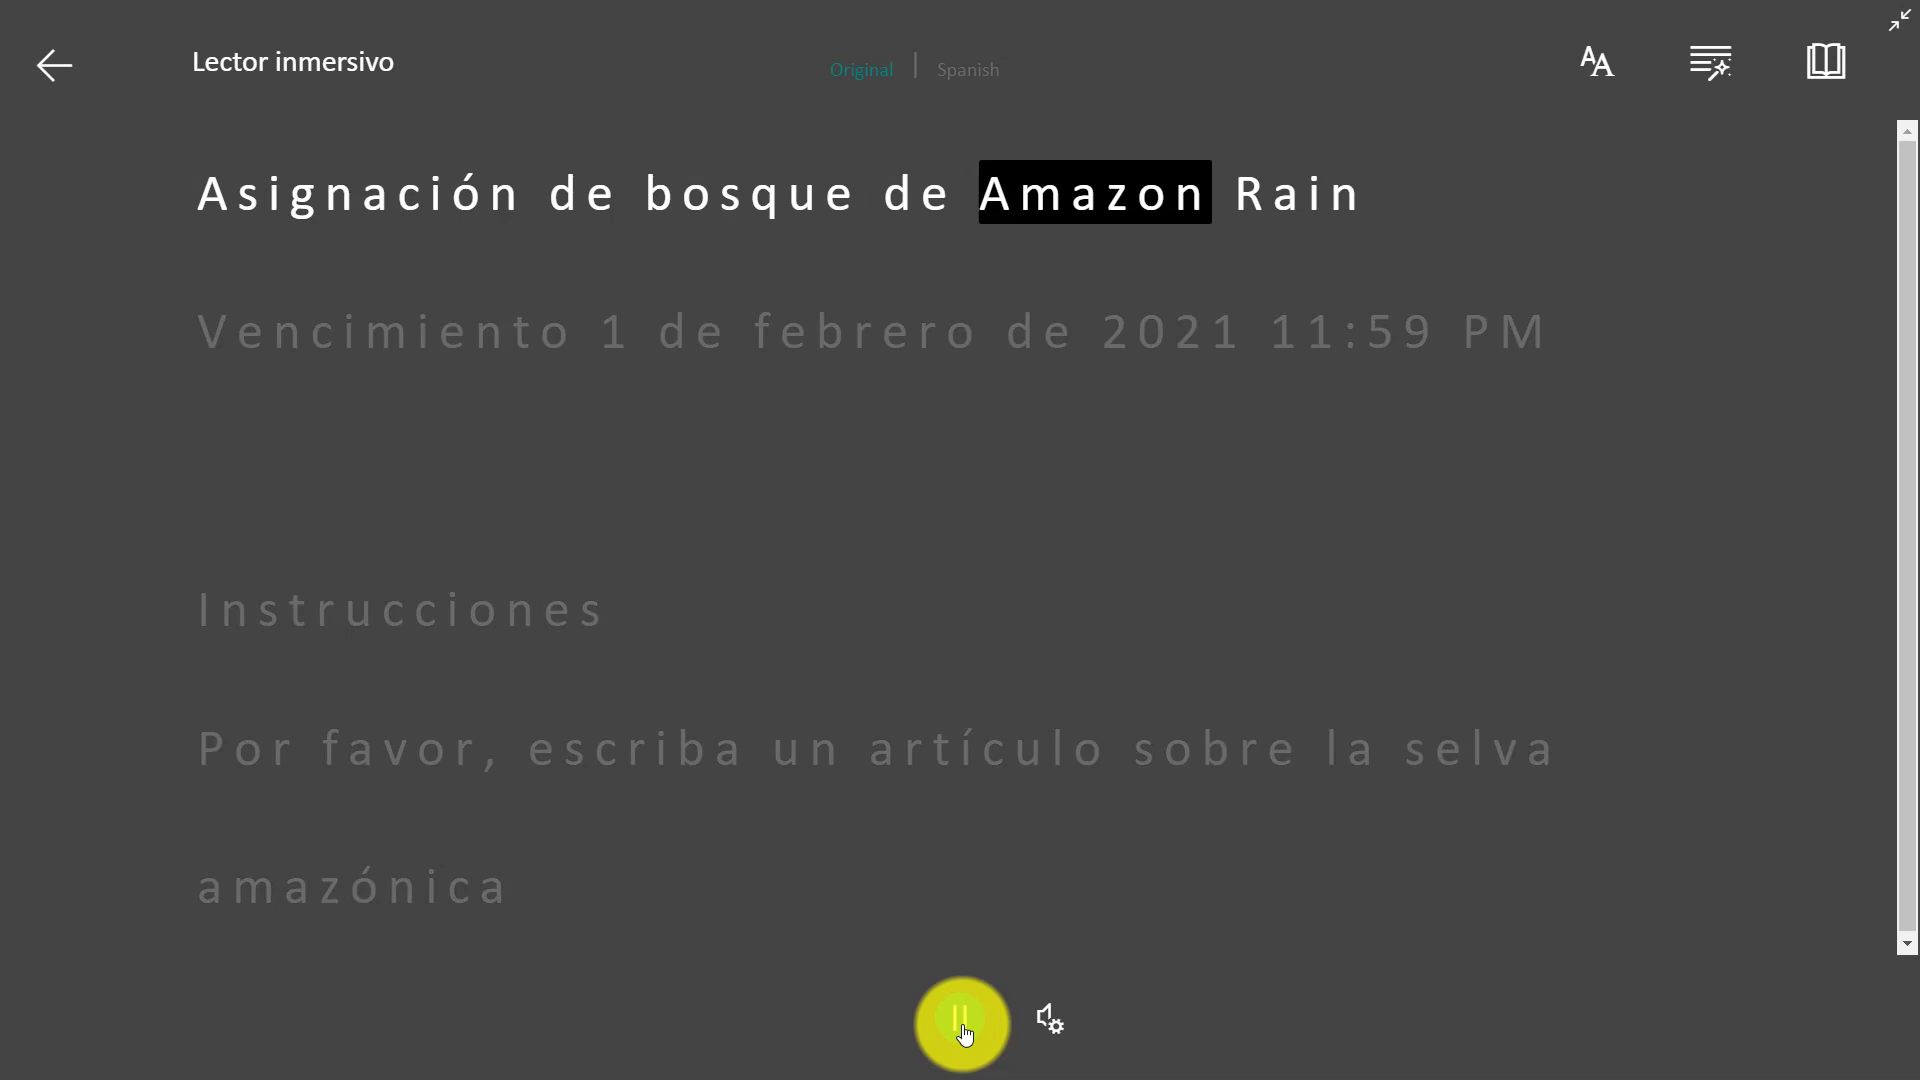 Lector inmersivo
Original | Spanish
Asignación de bosque de Amazon Rain
Vencimiento 1 de febrero de 2021 11:59 PM
Instrucciones
Por favor, escriba un artículo sobre la selva
amazónica